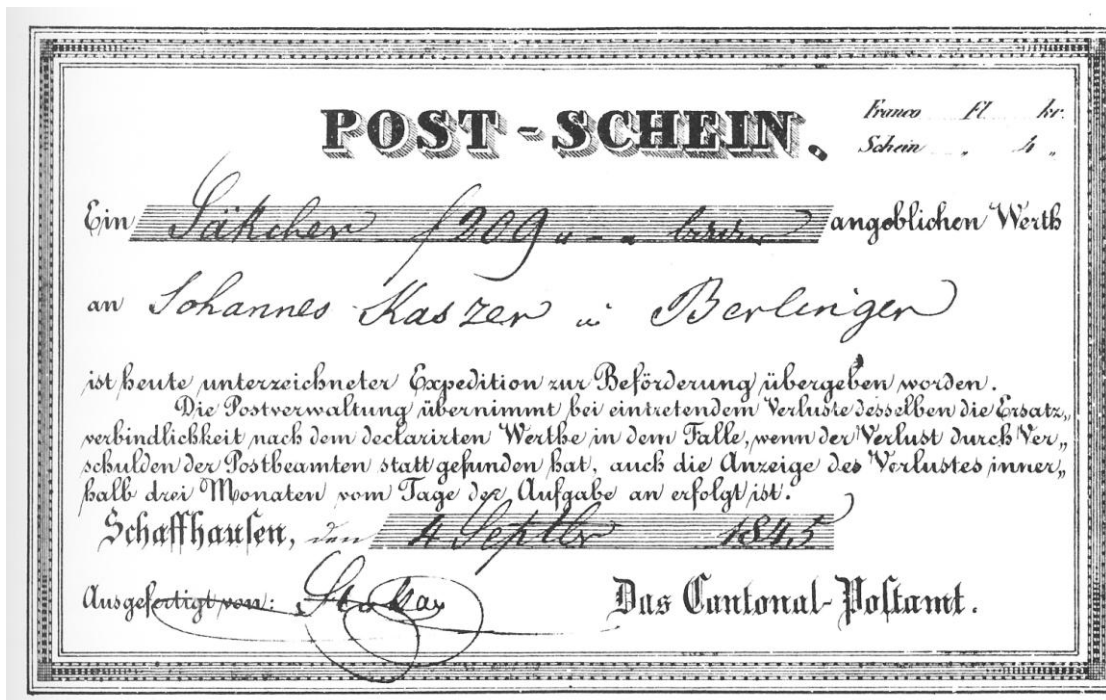 POST-SCHEIN.
Franco Fl. kr.
Schein „ 4 „
Ein Säkchen f 209 „ - „ angeblichen Werth
an Johannes Kaszer in Berlinger
ist heute unterzeichneter Expedition zur Beförderung übergeben worden.
Die Postverwaltung übernimmt bei eintretendem Verluste desselben die Ersatz„
verbindlichkeit nach dem declarirten Werthe in dem Falle, wenn der Verlust durch Ver„
schulden der Postbeamten statt gefunden hat, auch die Anzeige des Verlustes inner„
halb drei Monaten vom Tage der Aufgabe an erfolgt ist.
Schaffhausen, den 4 Septbr 1845
Ausgefertigt von: Stokar
Das Cantonal-Postamt.